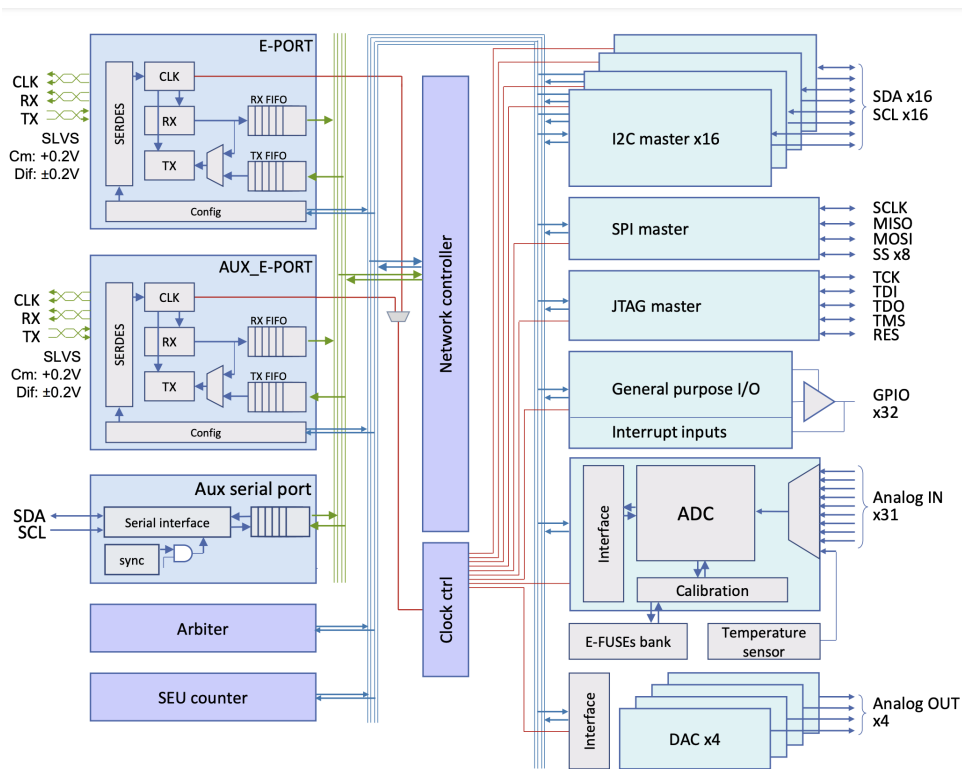 E-PORT
CLK
RX
TX
SLVS
Cm: +0.2V
Dif: ±0.2V
SERDES
CLK
RX
TX
RX FIFO
TX FIFO
Config
AUX_E-PORT
CLK
RX
TX
SLVS
Cm: +0.2V
Dif: ±0.2V
SERDES
CLK
RX
TX
RX FIFO
TX FIFO
Config
Aux serial port
SDA
SCL
Serial interface
sync
Arbiter
SEU counter
Network controller
Clock ctrl
I2C master x16
SDA x16
SCL x16
SPI master
SCLK
MISO
MOSI
SS x8
JTAG master
TCK
TDI
TDO
TMS
RES
General purpose I/O
Interrupt inputs
GPIO
x32
Interface
ADC
Calibration
Analog IN
x31
E-FUSEs bank
Temperature
sensor
Interface
DAC x4
Analog OUT
x4